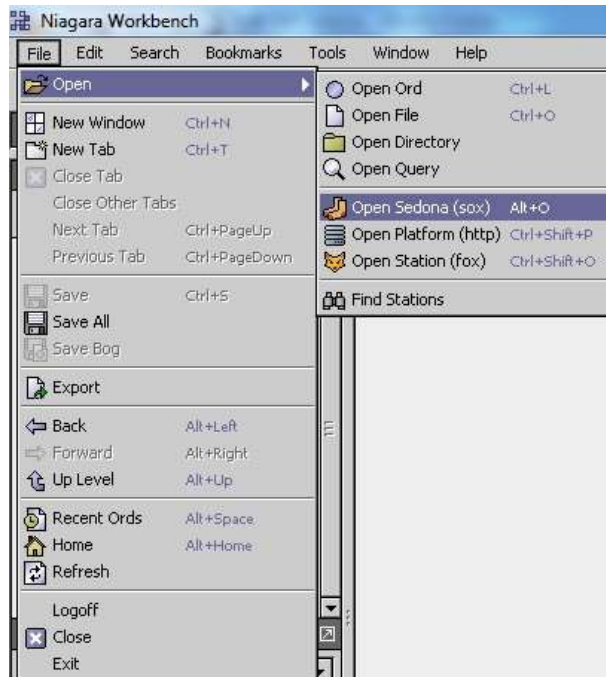 Niagara Workbench
File Edit Search Bookmarks Tools Window Help
Open
New Window Ctrl+N
New Tab Ctrl+T
Close Tab
Close Other Tabs
Next Tab Ctrl+PageUp
Previous Tab Ctrl+PageDown
Save Ctrl+S
Save All
Save Bog
Export
Back Alt+Left
Forward Alt+Right
Up Level Alt+Up
Recent Ords Alt+Space
Home Alt+Home
Refresh
Logoff
Close
Exit
Open Ord Ctrl+L
Open File Ctrl+O
Open Directory
Open Query
Open Sedona (sox) Alt+O
Open Platform (http) Ctrl+Shift+P
Open Station (fox) Ctrl+Shift+O
Find Stations